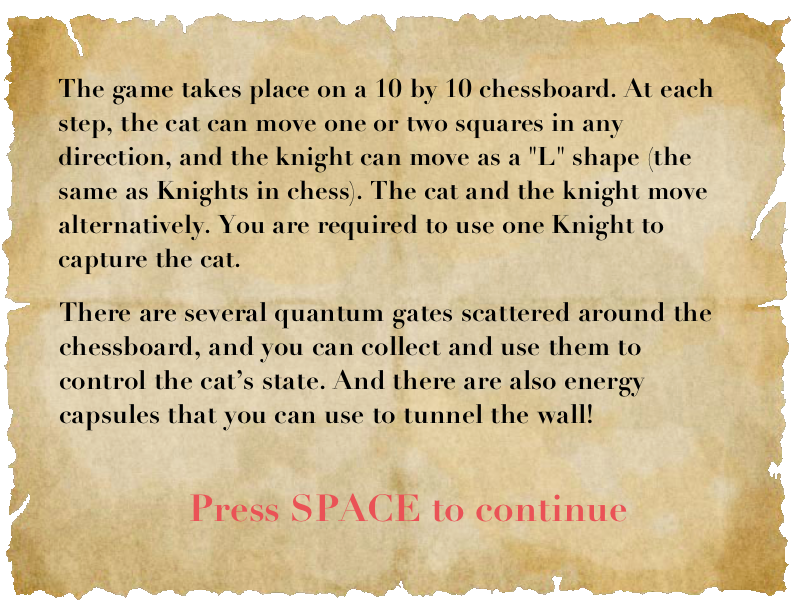 The game takes place on a 10 by 10 chessboard. At each
step, the cat can move one or two squares in any
direction, and the knight can move as a "L" shape (the
same as Knights in chess). The cat and the knight move
alternatively. You are required to use one Knight to
capture the cat.
There are several quantum gates scattered around the
chessboard, and you can collect and use them to
control the cat’s state. And there are also energy
capsules that you can use to tunnel the wall!
Press SPACE to continue